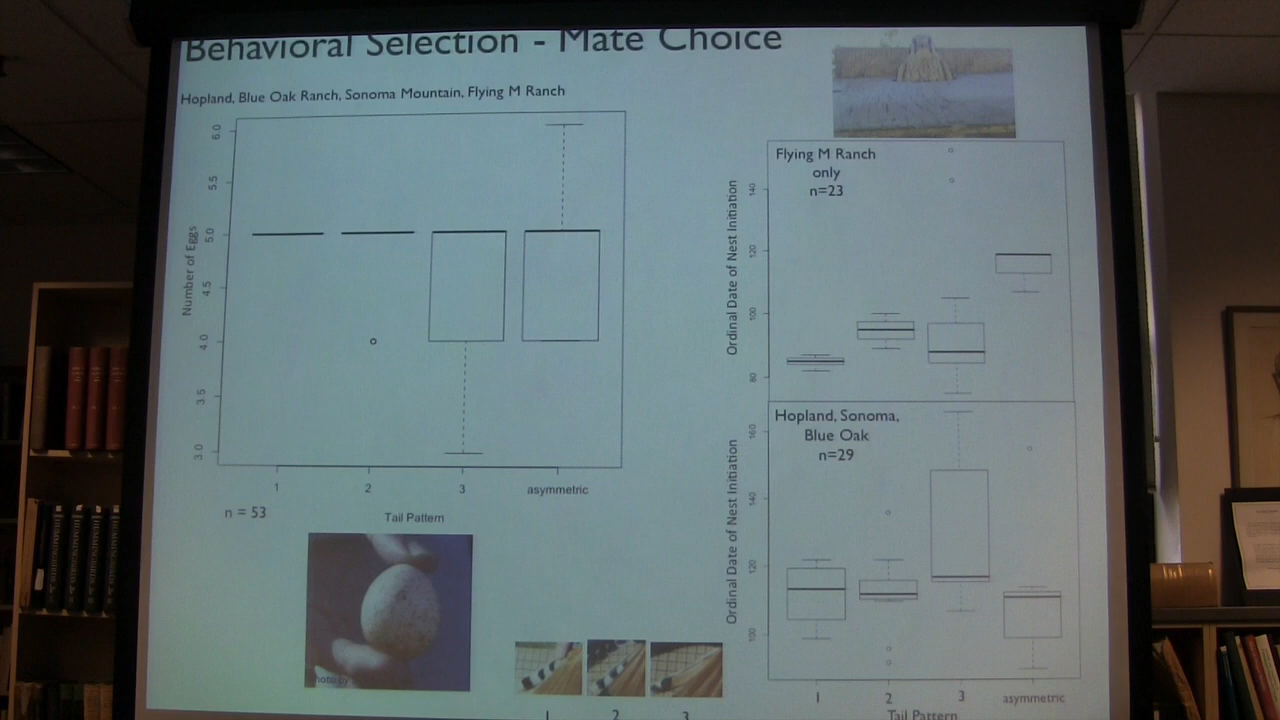 Behavioral Selection - Mate Choice
Hopland, Blue Oak Ranch, Sonoma Mountain, Flying M Ranch
Number of Eggs
6.0
5.5
5.0
4.5
4.0
3.5
3.0
1 2 3 asymmetric
n = 53
Tail Pattern
1 2 3
Flying M Ranch
only
n=23
Ordinal Date of Nest Initiation
140
120
100
80
Hopland, Sonoma,
Blue Oak
n=29
Ordinal Date of Nest Initiation
160
140
120
100
1 2 3 asymmetric
Tail Pattern